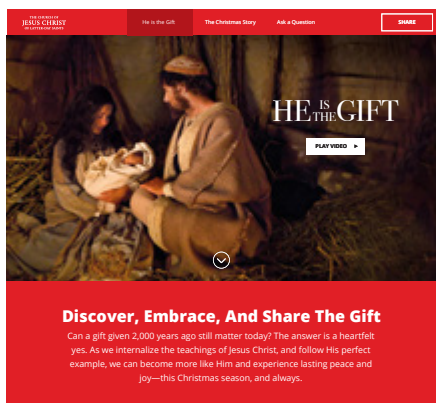 THE CHURCH OF
JESUS CHRIST
OF LATTER-DAY SAINTS
He is the Gift
The Christmas Story
Ask a Question
SHARE
HE IS THE GIFT
PLAY VIDEO
Discover, Embrace, And Share The Gift
Can a gift given 2,000 years ago still matter today? The answer is a heartfelt
yes. As we internalize the teachings of Jesus Christ, and follow His perfect
example, we can become more like Him and experience lasting peace and
joy—this Christmas season, and always.